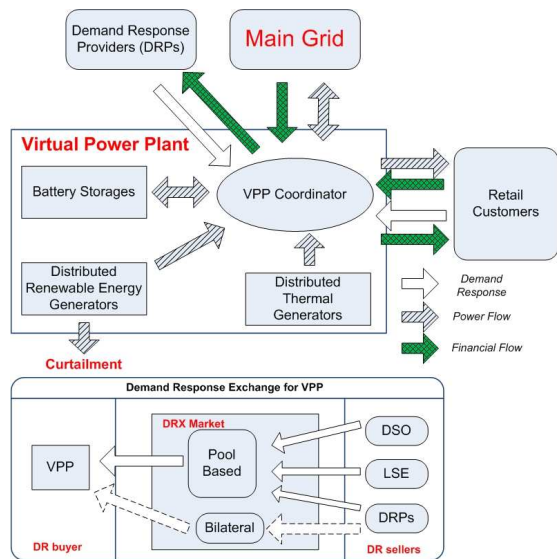 Demand Response
Providers (DRPs)
Main Grid
Virtual Power Plant
Battery Storages
VPP Coordinator
Retail
Customers
Distributed
Renewable Energy
Generators
Distributed
Thermal
Generators
Demand
Response
Power Flow
Financial Flow
Curtailment
Demand Response Exchange for VPP
DRX Market
VPP
Pool
Based
Bilateral
DSO
LSE
DRPs
DR buyer
DR sellers